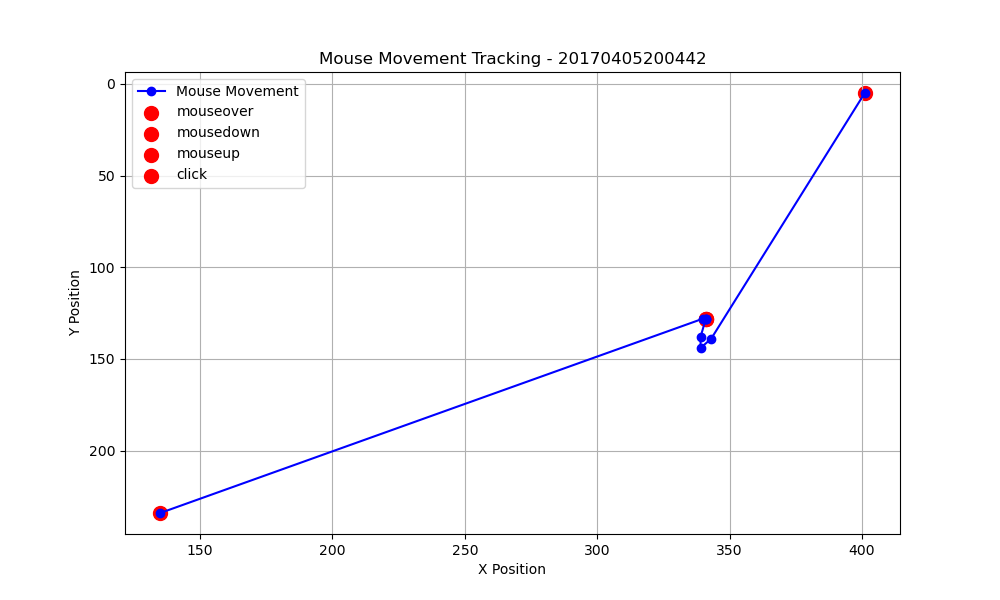 Mouse Movement Tracking - 20170405200442
Mouse Movement
mouseover
mousedown
mouseup
click
0
50
100
150
200
Y Position
150
200
250
300
350
400
X Position